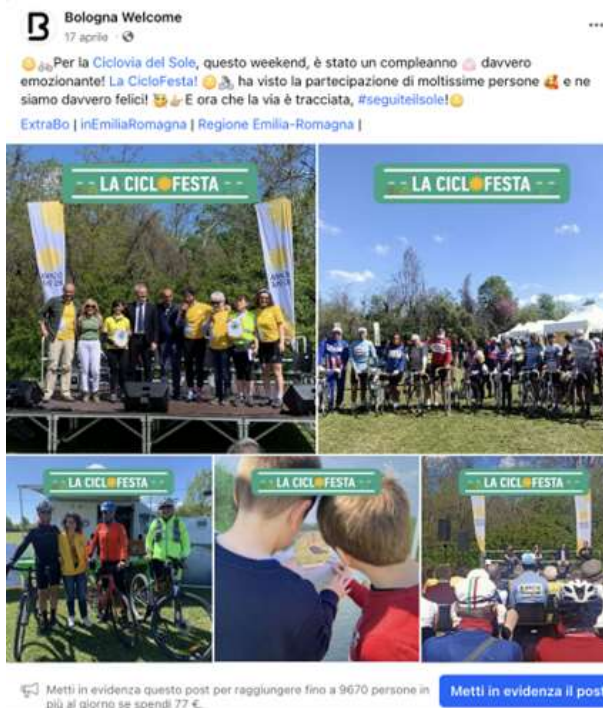 Bologna Welcome
17 aprile
Per la Ciclovia del Sole, questo weekend, è stato un compleanno davvero
emozionante! La CicloFesta! ha visto la partecipazione di moltissime persone e ne
siamo davvero felici! E ora che la via è tracciata, #seguiteilsole!
ExtraBo | inEmiliaRomagna | Regione Emilia-Romagna |
LA CICLOFESTA
LA CICLOFESTA
LA CICLOFESTA
LA CICLOFESTA
LA CICLOFESTA
Metti in evidenza questo post per raggiungere fino a 9670 persone in
più al giorno se spendi 77 €.
Metti in evidenza il post